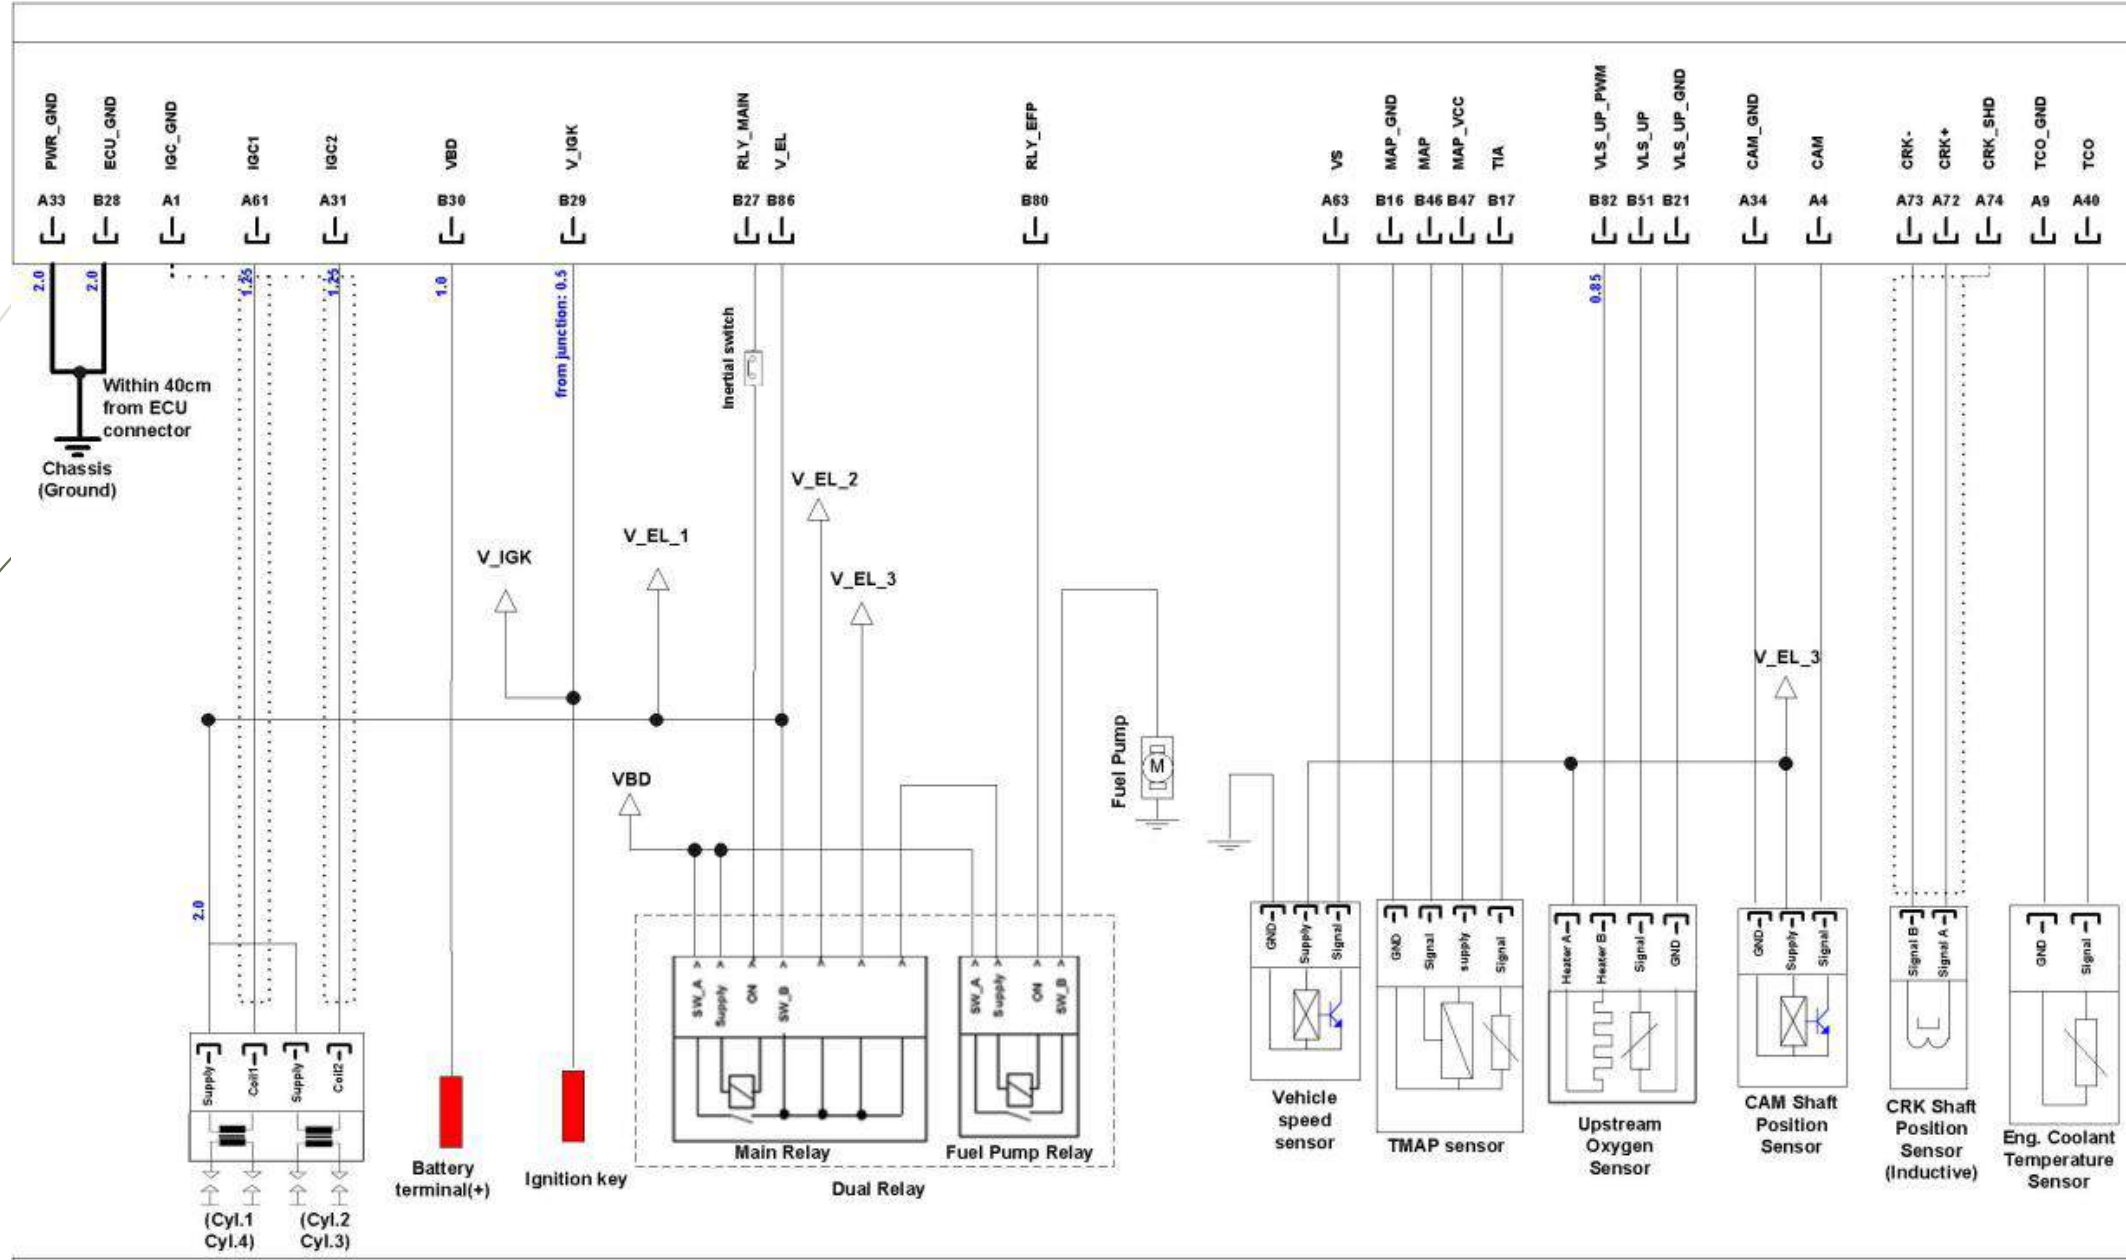 PWR_GND
ECU_GND
IGC_GND
IGC1
IGC2
VBD
V_IGK
RLY_MAIN
V_EL
RLY_EFP
VS
MAP_GND
MAP
MAP_VCC
TIA
VLS_UP_PWM
VLS_UP
VLS_UP_GND
CAM_GND
CAM
CRK-
CRK+
CRK_SHD
TCO_GND
TCO
A33
B28
A1
A61
A31
B30
B29
B27
B86
B80
A63
B16
B46
B47
B17
B82
B51
B21
A34
A4
A73
A72
A74
A9
A40
2.0
2.0
1.25
1.25
1.0
from junction: 0.5
0.85
Inertial switch
Within 40cm
from ECU
connector
Chassis
(Ground)
V_EL_2
V_EL_1
V_IGK
V_EL_3
V_EL_3
VBD
Fuel Pump
M
2.0
Supply
Coil1
Supply
Coil2
SW_A
Supply
ON
SW_B
SW_A
Supply
ON
SW_B
GND
Supply
Signal
GND
Signal
supply
Signal
Heater A
Heater B
Signal
GND
GND
Supply
Signal
Signal B
Signal A
GND
Signal
(Cyl.1
Cyl.4)
(Cyl.2
Cyl.3)
Battery
terminal(+)
Ignition key
Main Relay
Fuel Pump Relay
Dual Relay
Vehicle
speed
sensor
TMAP sensor
Upstream
Oxygen
Sensor
CAM Shaft
Position
Sensor
CRK Shaft
Position
Sensor
(Inductive)
Eng. Coolant
Temperature
Sensor